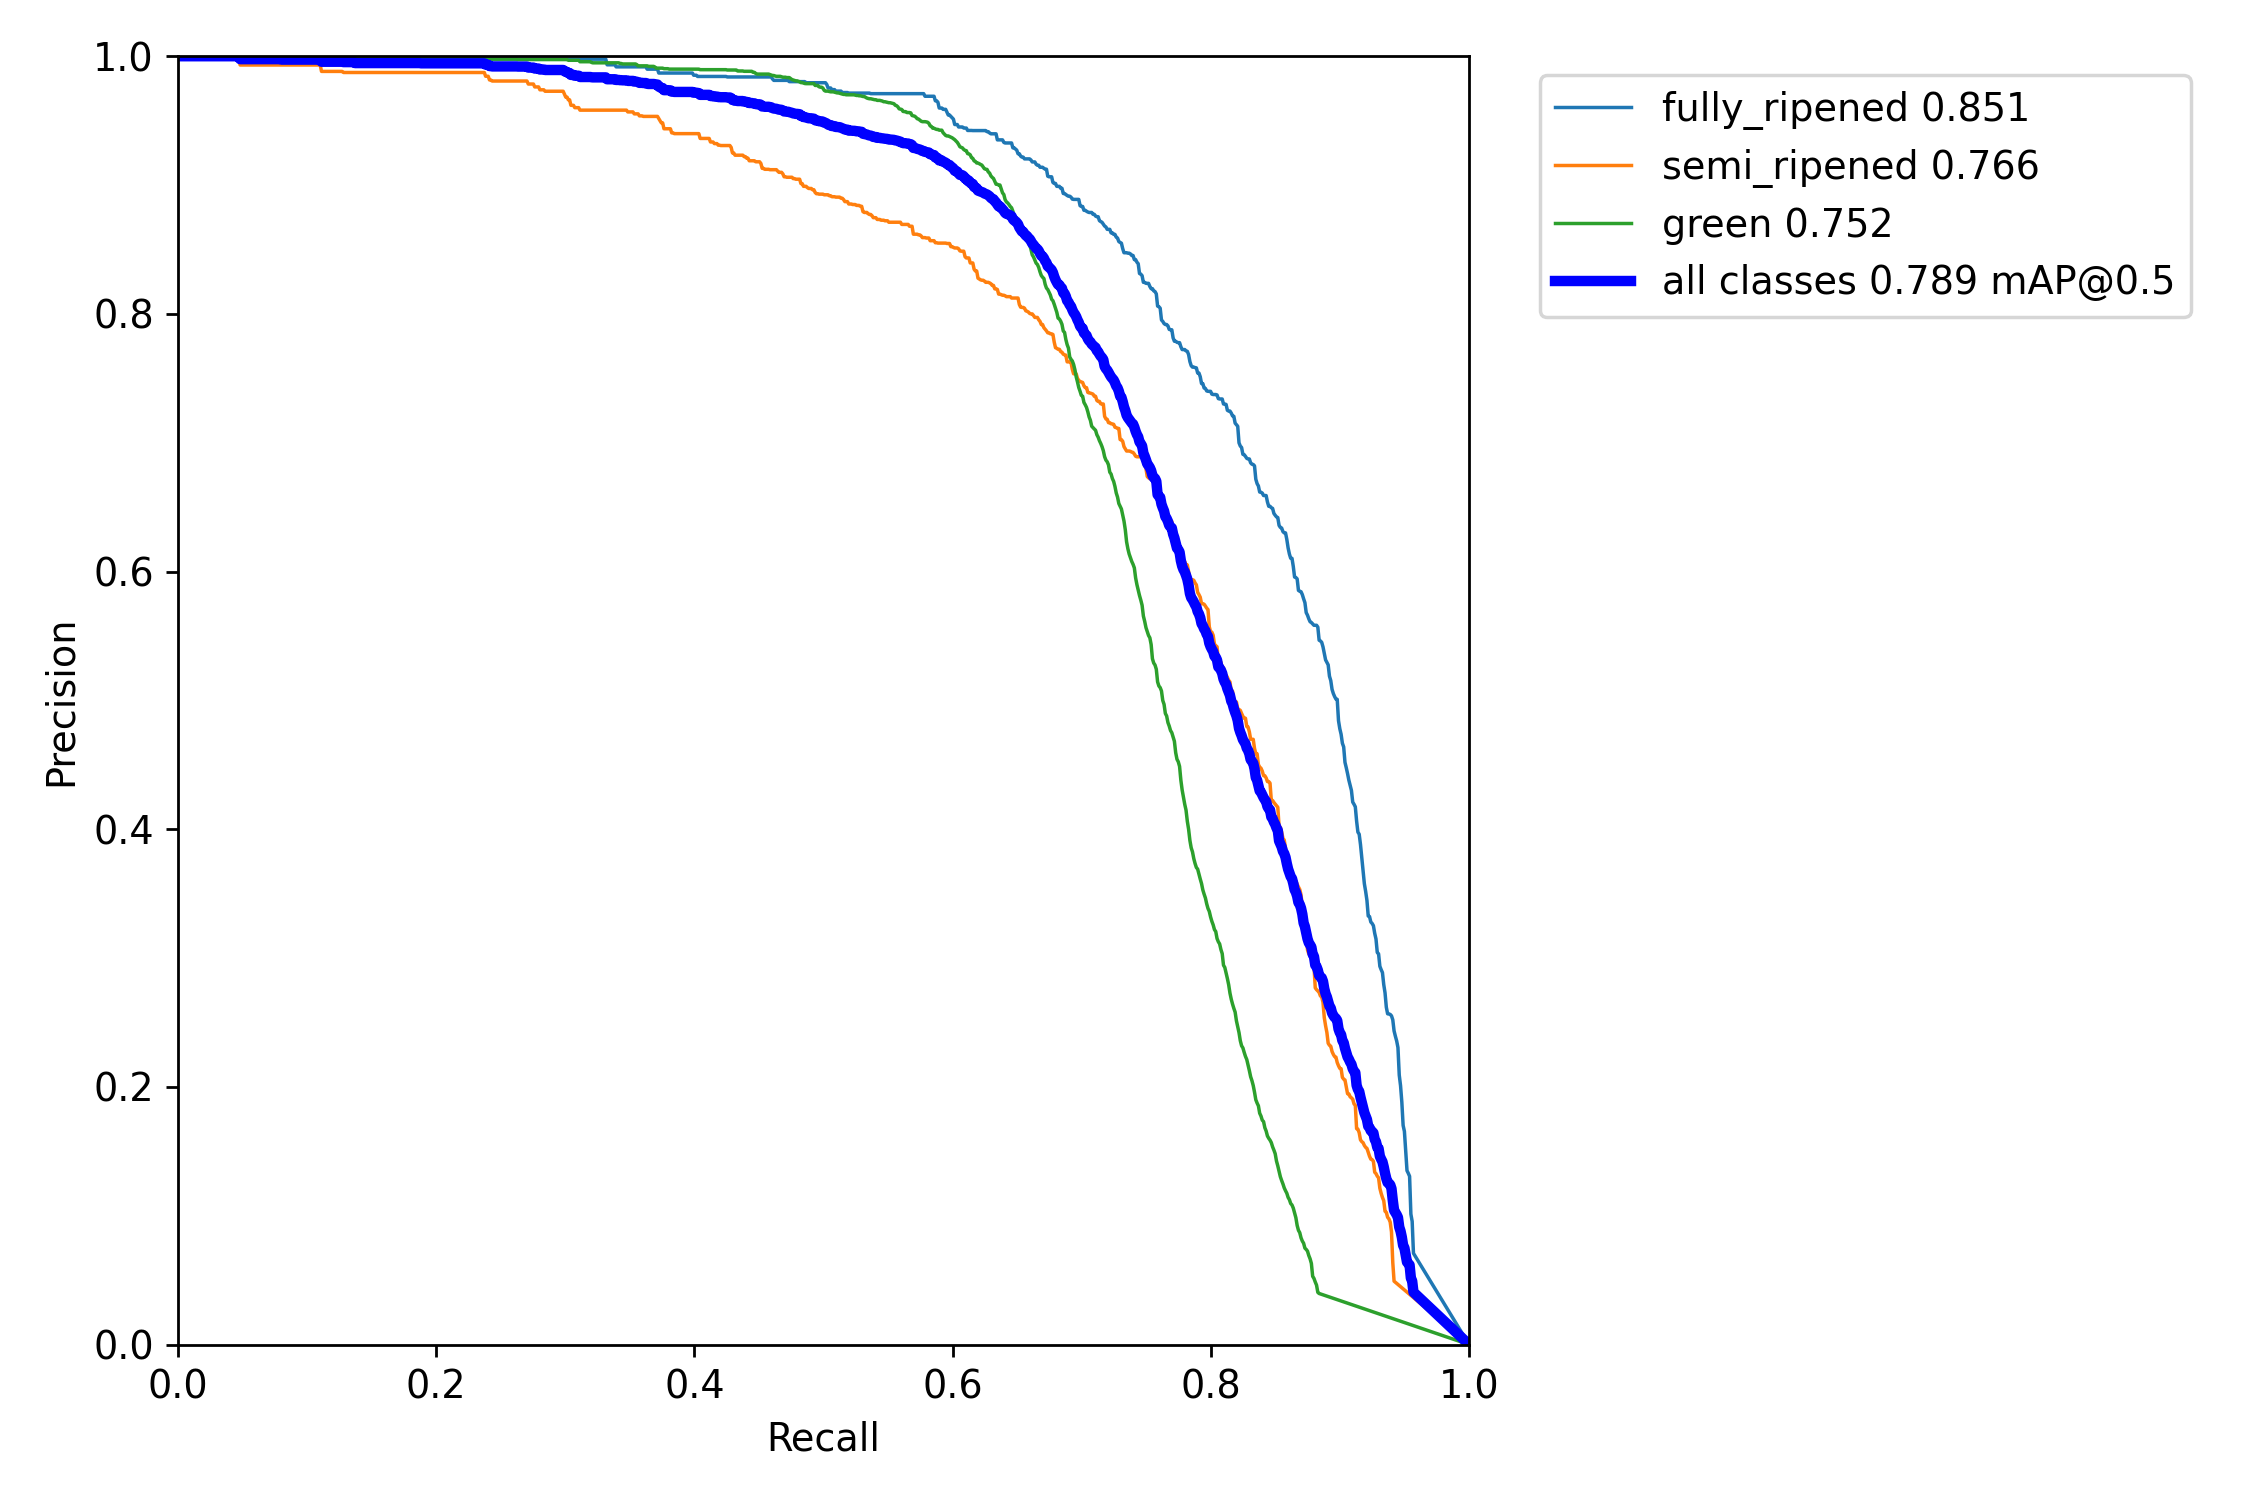 1.0
0.8
0.6
0.4
0.2
0.0
Precision
0.0 0.2 0.4 0.6 0.8 1.0
Recall
fully_ripened 0.851
semi_ripened 0.766
green 0.752
all classes 0.789 mAP@0.5